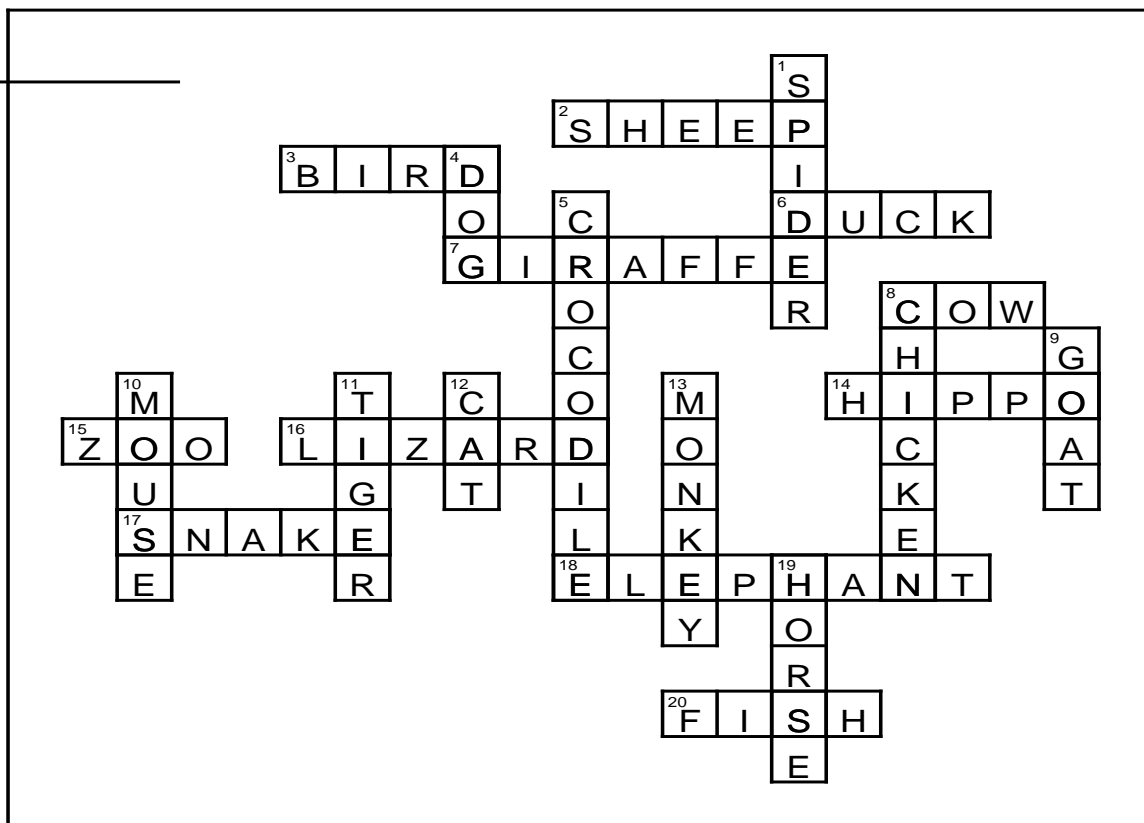 1 S
2 S H E E P
3 B I R 4 D I
O 5 C 6 D U C K
7 G I R A F F E
O R 8 C O W
C H 9 G
10 M 11 T 12 C O 13 M 14 H I P P O
15 Z O O 16 L I Z A R D O C A
U G T I N K T
17 S N A K E L K E
E R 18 E L E P 19 H A N T
Y O
R
20 F I S H
E